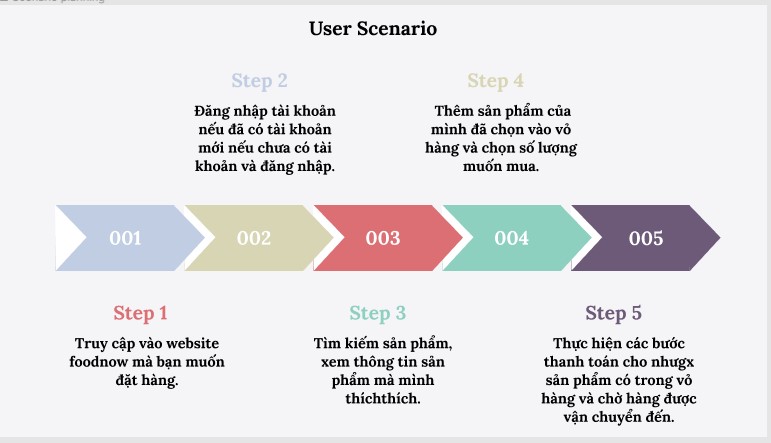 Scenario planning
User Scenario
Step 2
Đăng nhập tài khoản
nếu đã có tài khoản
mới nếu chưa có tài
khoản và đăng nhập.
Step 4
Thêm sản phẩm của
mình đã chọn vào vỏ
hàng và chọn số lượng
muốn mua.
001
002
003
004
005
Step 1
Truy cập vào website
foodnow mà bạn muốn
đặt hàng.
Step 3
Tìm kiếm sản phẩm,
xem thông tin sản
phẩm mà mình
thíchthích.
Step 5
Thực hiện các bước
thanh toán cho nhưgx
sản phẩm có trong vỏ
hàng và chờ hàng được
vận chuyển đến.